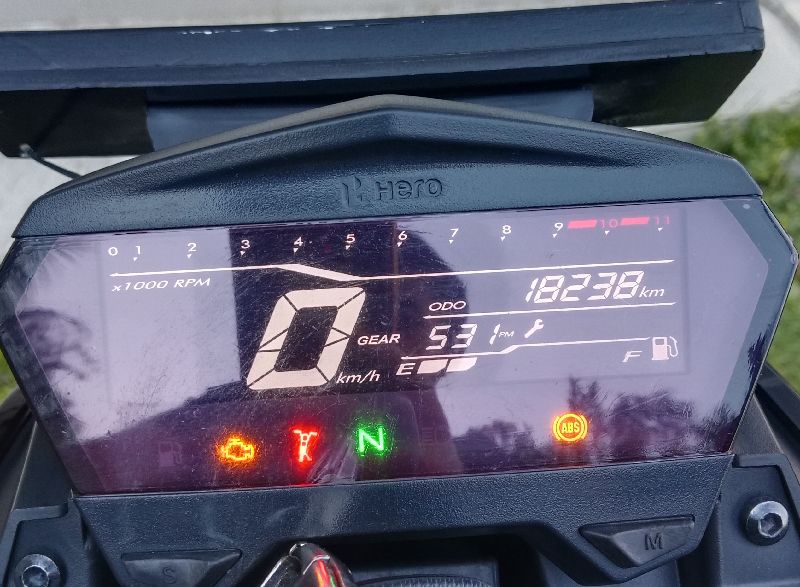 Hero
0 1 2 3 4 5 6 7 8 9 10 11
x1000 RPM
0 km/h
ODO 18238 km
GEAR 5 31 PM
E F
N ABS
S M